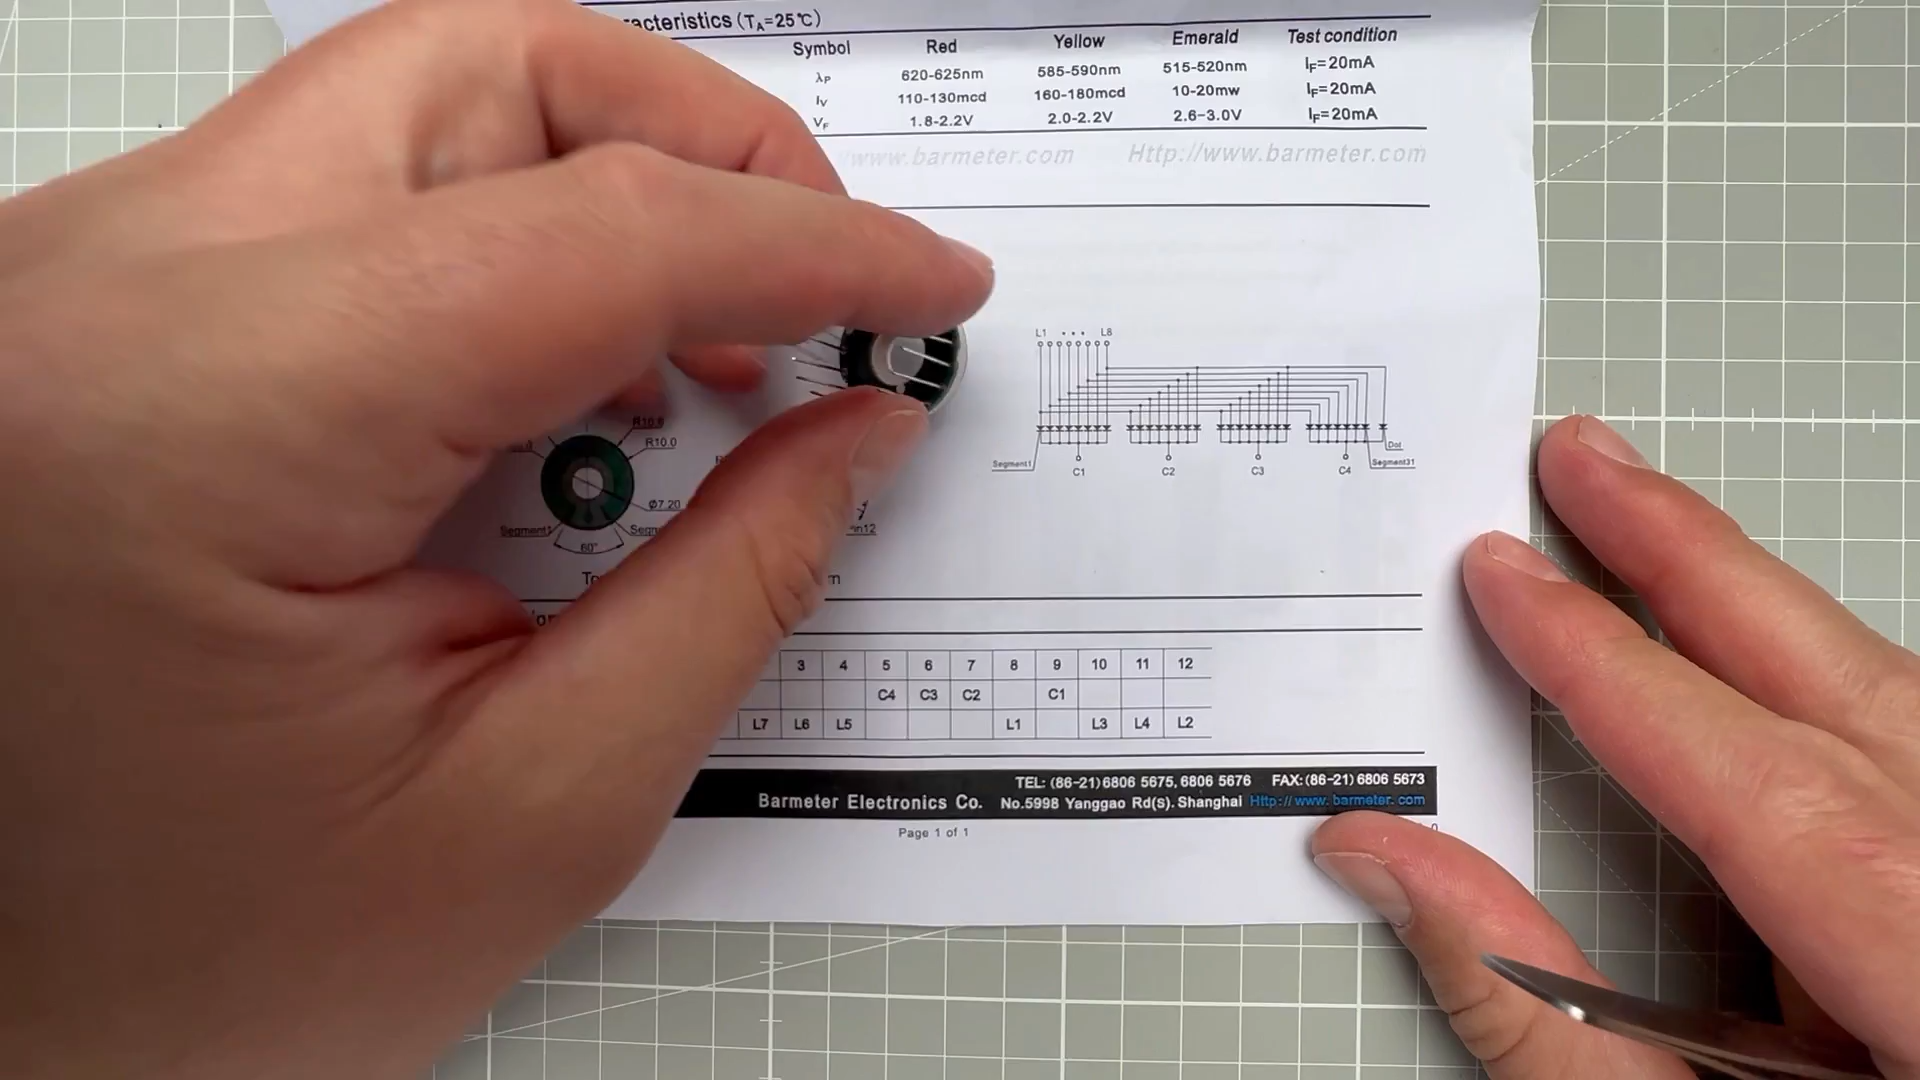 acteristics (TA=25℃)
Symbol Red Yellow Emerald Test condition
λP 620-625nm 585-590nm 515-520nm IF=20mA
IV 110-130mcd 160-180mcd 10-20mw IF=20mA
VF 1.8-2.2V 2.0-2.2V 2.6-3.0V IF=20mA
www.barmeter.com Http://www.barmeter.com
L1 ... L8
R10.0
Ø7.20
Segment1
60°
in12
m
Dot
Segment1 Segment31
C1 C2 C3 C4
3 4 5 6 7 8 9 10 11 12
C4 C3 C2 C1
L7 L6 L5 L1 L3 L4 L2
TEL: (86-21) 6806 5675, 6806 5676 FAX: (86-21) 6806 5673
Barmeter Electronics Co. No.5998 Yanggao Rd(s). Shanghai Http://www.barmeter.com
Page 1 of 1